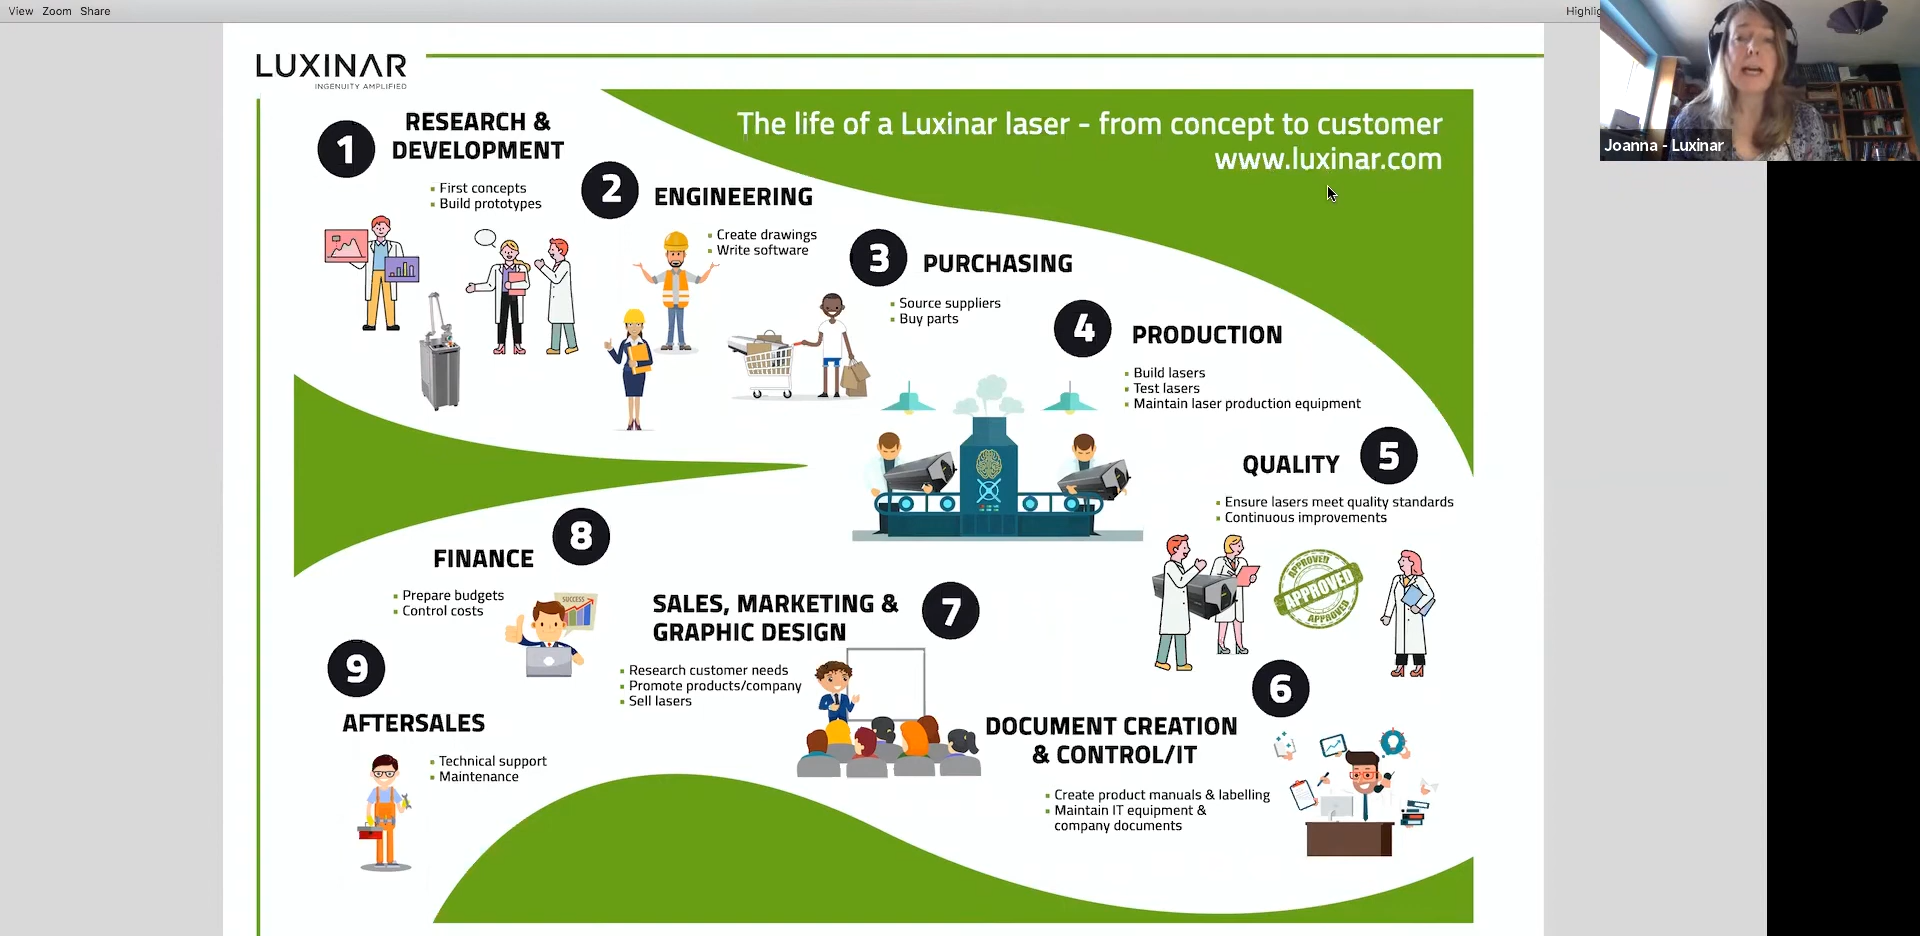 View Zoom Share
Highlig
Joanna - Luxinar
LUXINAR
INGENUITY AMPLIFIED
The life of a Luxinar laser - from concept to customer
www.luxinar.com
1
RESEARCH &
DEVELOPMENT
First concepts
Build prototypes
2
ENGINEERING
Create drawings
Write software
3
PURCHASING
Source suppliers
Buy parts
4
PRODUCTION
Build lasers
Test lasers
Maintain laser production equipment
5
QUALITY
Ensure lasers meet quality standards
Continuous improvements
APPROVED
APPROVED
APPROVED
6
DOCUMENT CREATION
& CONTROL/IT
Create product manuals & labelling
Maintain IT equipment &
company documents
7
SALES, MARKETING &
GRAPHIC DESIGN
Research customer needs
Promote products/company
Sell lasers
8
FINANCE
Prepare budgets
Control costs
SUCCESS
9
AFTERSALES
Technical support
Maintenance